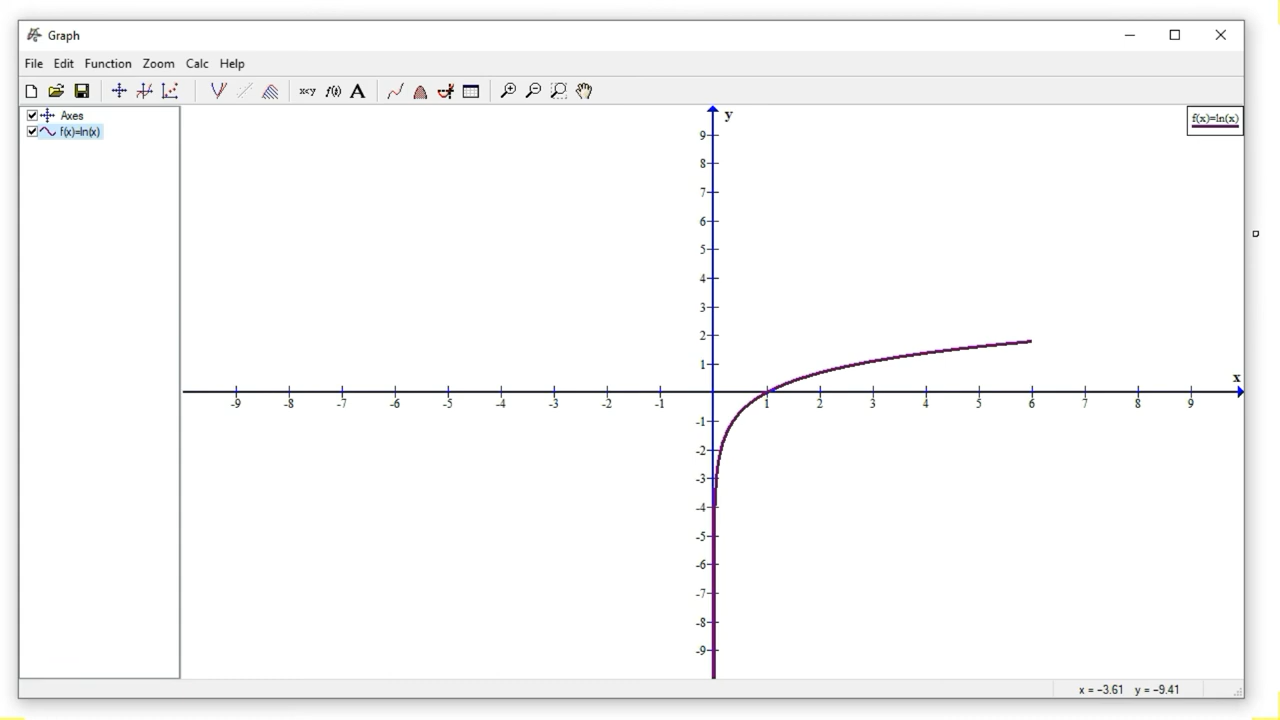 Graph
File Edit Function Zoom Calc Help
x=y f(t) A
Axes
f(x)=ln(x)
y
f(x)=ln(x)
9
8
7
6
5
4
3
2
1
x
-9 -8 -7 -6 -5 -4 -3 -2 -1 1 2 3 4 5 6 7 8 9
-1
-2
-3
-4
-5
-6
-7
-8
-9
x = -3.61 y = -9.41